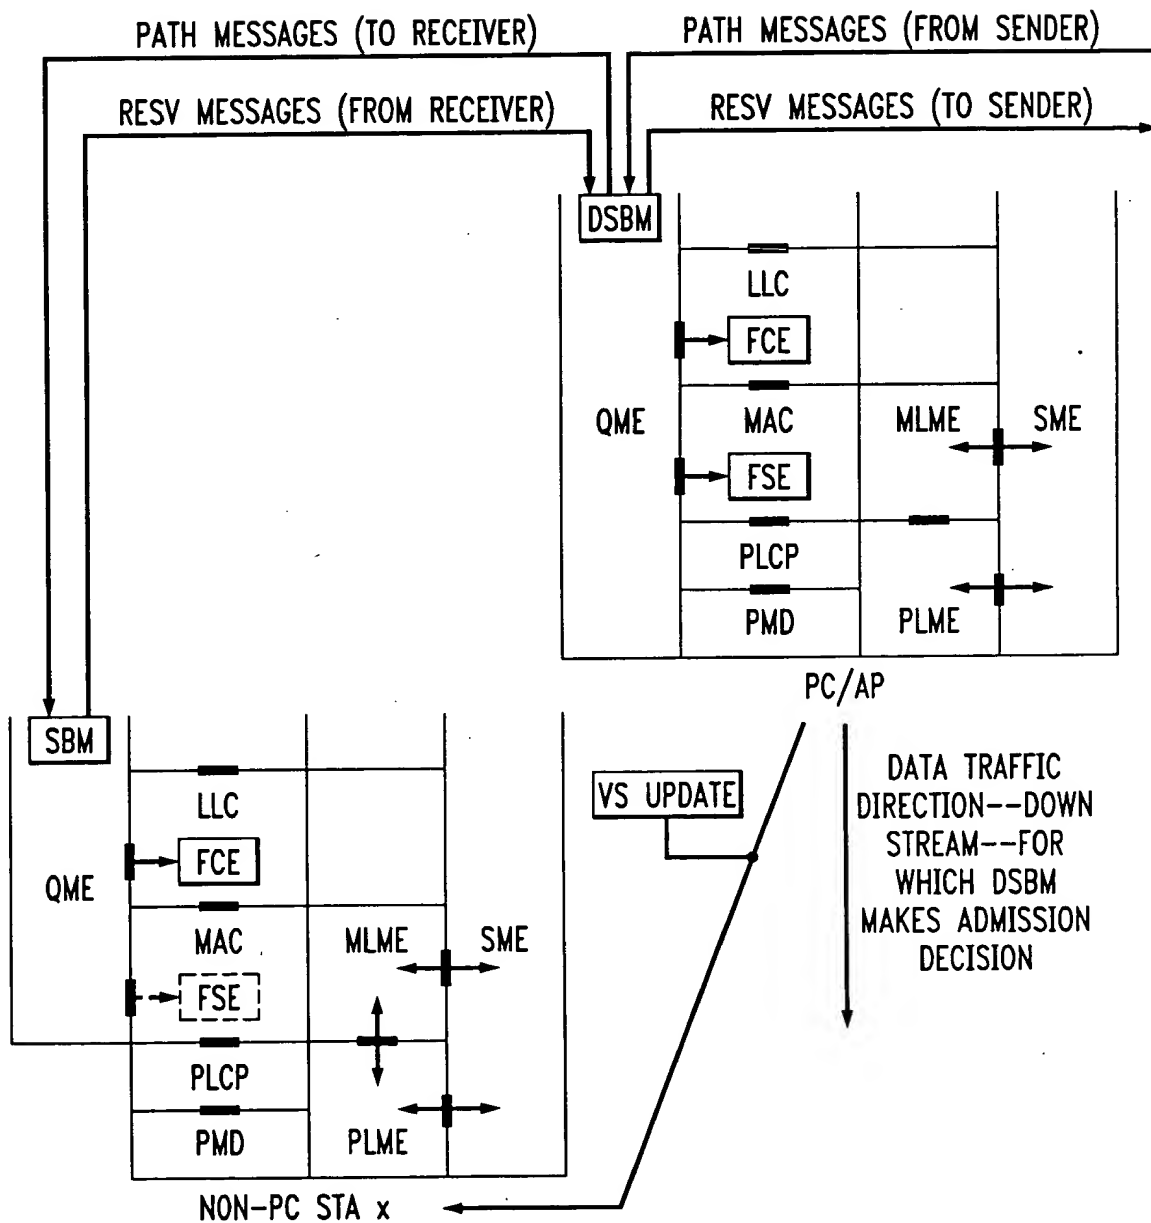 PATH MESSAGES (TO RECEIVER)
PATH MESSAGES (FROM SENDER)
RESV MESSAGES (FROM RECEIVER)
RESV MESSAGES (TO SENDER)
DSBM
LLC
FCE
QME
MAC
MLME
SME
FSE
PLCP
PMD
PLME
PC/AP
SBM
LLC
FCE
QME
MAC
MLME
SME
FSE
PLCP
PMD
PLME
NON-PC STA x
VS UPDATE
DATA TRAFFIC
DIRECTION--DOWN
STREAM--FOR
WHICH DSBM
MAKES ADMISSION
DECISION